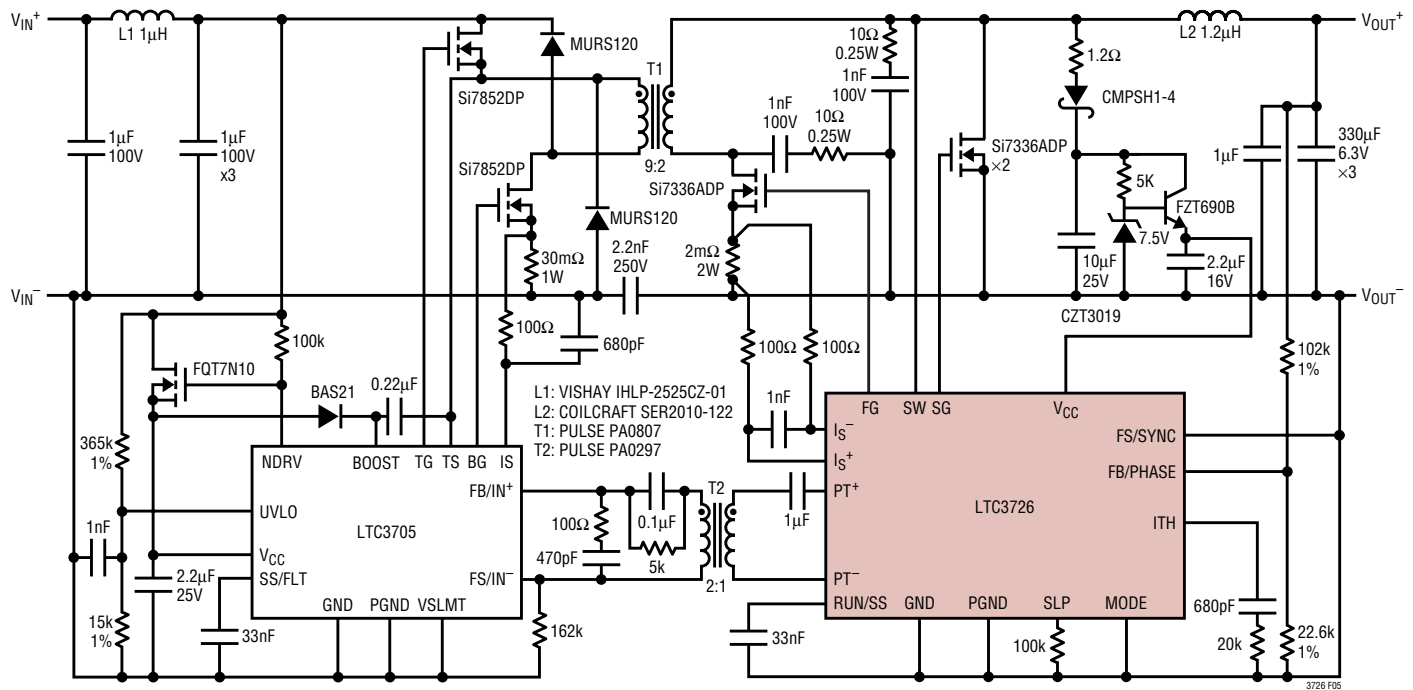 VIN+
L1 1µH
1µF
100V
1µF
100V
x3
VIN−
Si7852DP
MURS120
Si7852DP
30mΩ
1W
MURS120
T1
9:2
2.2nF
250V
100Ω
680pF
1nF
100V
10Ω
0.25W
10Ω
0.25W
1nF
100V
Si7336ADP
2mΩ
2W
100Ω
100Ω
1nF
Si7336ADP
×2
1.2Ω
CMPSH1-4
5K
7.5V
FZT690B
10µF
25V
2.2µF
16V
CZT3019
L2 1.2µH
VOUT+
1µF
330µF
6.3V
×3
VOUT−
102k
1%
100k
FQT7N10
BAS21
0.22µF
365k
1%
1nF
15k
1%
2.2µF
25V
33nF
L1: VISHAY IHLP-2525CZ-01
L2: COILCRAFT SER2010-122
T1: PULSE PA0807
T2: PULSE PA0297
NDRV
BOOST
TG
TS
BG
IS
UVLO
VCC
SS/FLT
LTC3705
FB/IN+
FS/IN−
GND
PGND
VSLMT
162k
100Ω
470pF
0.1µF
5k
T2
2:1
1µF
FG
SW
SG
VCC
IS−
IS+
PT+
PT−
RUN/SS
LTC3726
FS/SYNC
FB/PHASE
ITH
GND
PGND
SLP
MODE
33nF
100k
680pF
20k
22.6k
1%
3726 F05